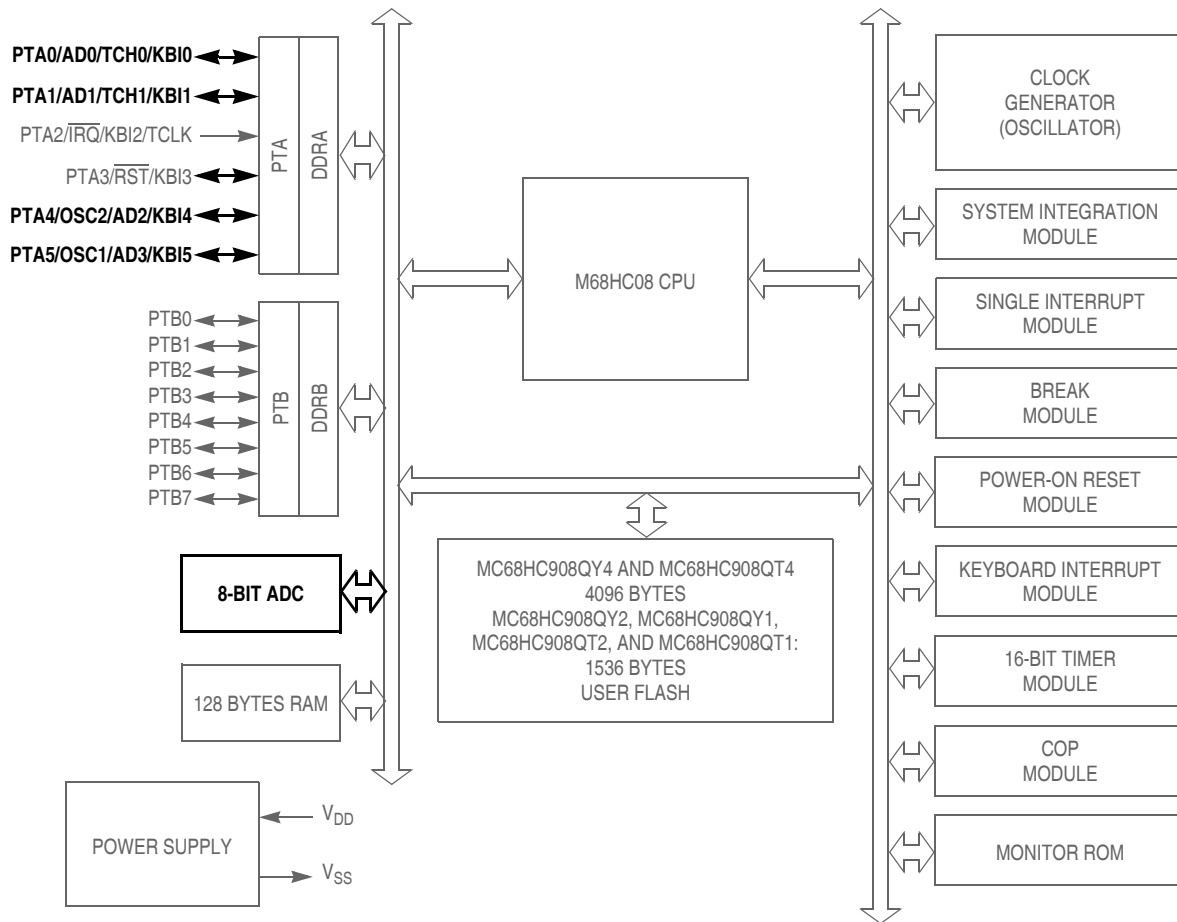 PTA0/AD0/TCH0/KBI0
PTA1/AD1/TCH1/KBI1
PTA2/IRQ/KBI2/TCLK
PTA3/RST/KBI3
PTA4/OSC2/AD2/KBI4
PTA5/OSC1/AD3/KBI5
PTA
DDRA
PTB0
PTB1
PTB2
PTB3
PTB4
PTB5
PTB6
PTB7
PTB
DDRB
8-BIT ADC
128 BYTES RAM
POWER SUPPLY
VDD
VSS
M68HC08 CPU
MC68HC908QY4 AND MC68HC908QT4
4096 BYTES
MC68HC908QY2, MC68HC908QY1,
MC68HC908QT2, AND MC68HC908QT1:
1536 BYTES
USER FLASH
CLOCK
GENERATOR
(OSCILLATOR)
SYSTEM INTEGRATION
MODULE
SINGLE INTERRUPT
MODULE
BREAK
MODULE
POWER-ON RESET
MODULE
KEYBOARD INTERRUPT
MODULE
16-BIT TIMER
MODULE
COP
MODULE
MONITOR ROM